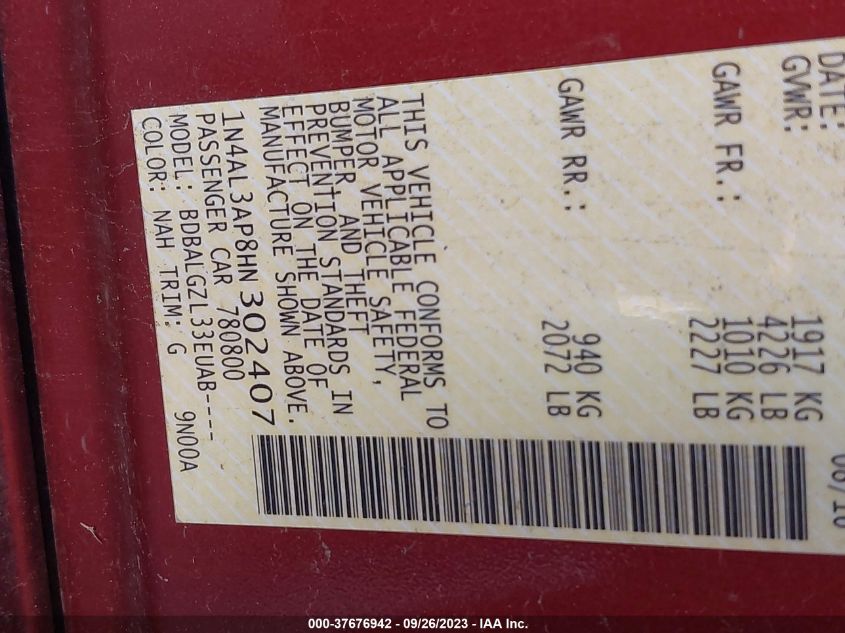 DATE: 08/16
GVWR: 1917 KG
4226 LB
GAWR FR.: 1010 KG
2227 LB
GAWR RR.: 940 KG
2072 LB
THIS VEHICLE CONFORMS TO
ALL APPLICABLE FEDERAL
MOTOR VEHICLE SAFETY,
BUMPER, AND THEFT
PREVENTION STANDARDS IN
EFFECT ON THE DATE OF
MANUFACTURE SHOWN ABOVE.
1N4AL3AP8HN302407
PASSENGER CAR 780800
MODEL: BDBALGZL33EUAB----
COLOR: NAH TRIM: G 9N00A
000-37676942 - 09/26/2023 - IAA Inc.